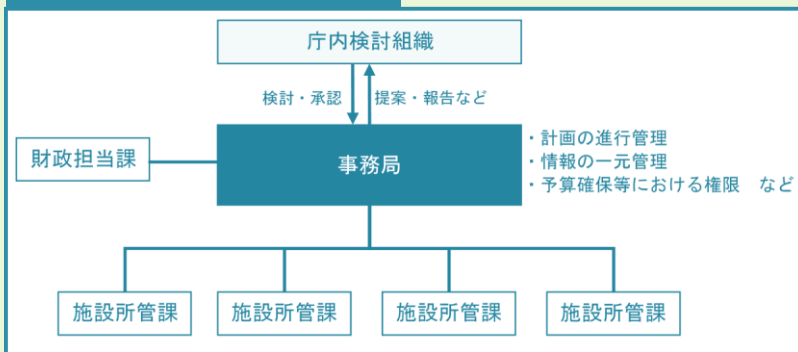 庁内検討組織
検討・承認
提案・報告など
財政担当課
事務局
・計画の進行管理
・情報の一元管理
・予算確保等における権限　など
施設所管課
施設所管課
施設所管課
施設所管課